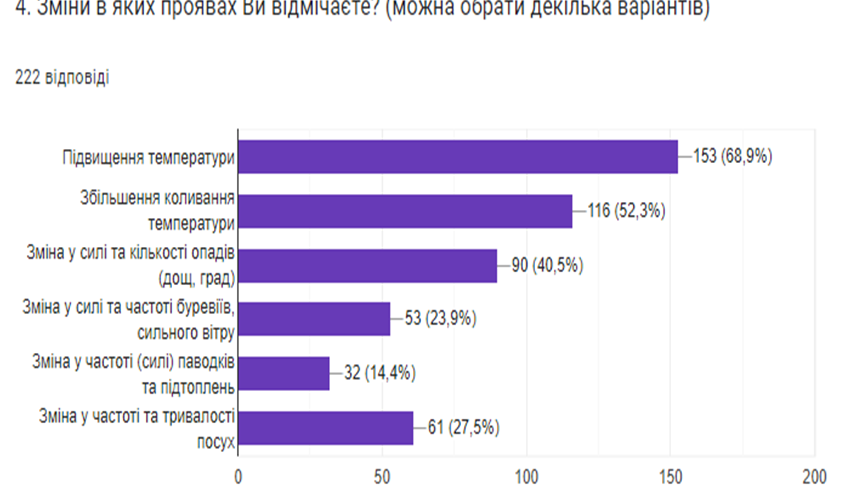 4. Зміни в яких проявах Ви відмічаєте? (можна обрати декілька варіантів)
222 відповіді
Підвищення температури
153 (68,9%)
Збільшення коливання
температури
116 (52,3%)
Зміна у силі та кількості опадів
(дощ, град)
90 (40,5%)
Зміна у силі та частоті буревіїв,
сильного вітру
53 (23,9%)
Зміна у частоті (силі) паводків
та підтоплень
32 (14,4%)
Зміна у частоті та тривалості
посух
61 (27,5%)
0 50 100 150 200